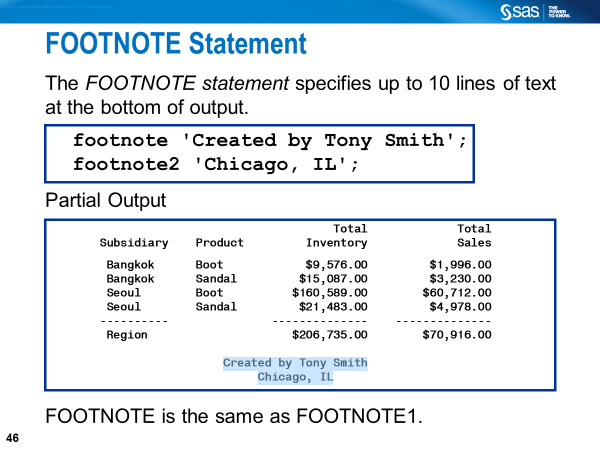 sas THE POWER TO KNOW.
FOOTNOTE Statement
The FOOTNOTE statement specifies up to 10 lines of text
at the bottom of output.
footnote 'Created by Tony Smith';
footnote2 'Chicago, IL';
Partial Output
Total Total
Subsidiary Product Inventory Sales
Bangkok Boot $9,576.00 $1,996.00
Bangkok Sandal $15,087.00 $3,230.00
Seoul Boot $160,589.00 $60,712.00
Seoul Sandal $21,483.00 $4,978.00
---------- -------------- --------------
Region $206,735.00 $70,916.00
Created by Tony Smith
Chicago, IL
FOOTNOTE is the same as FOOTNOTE1.
46